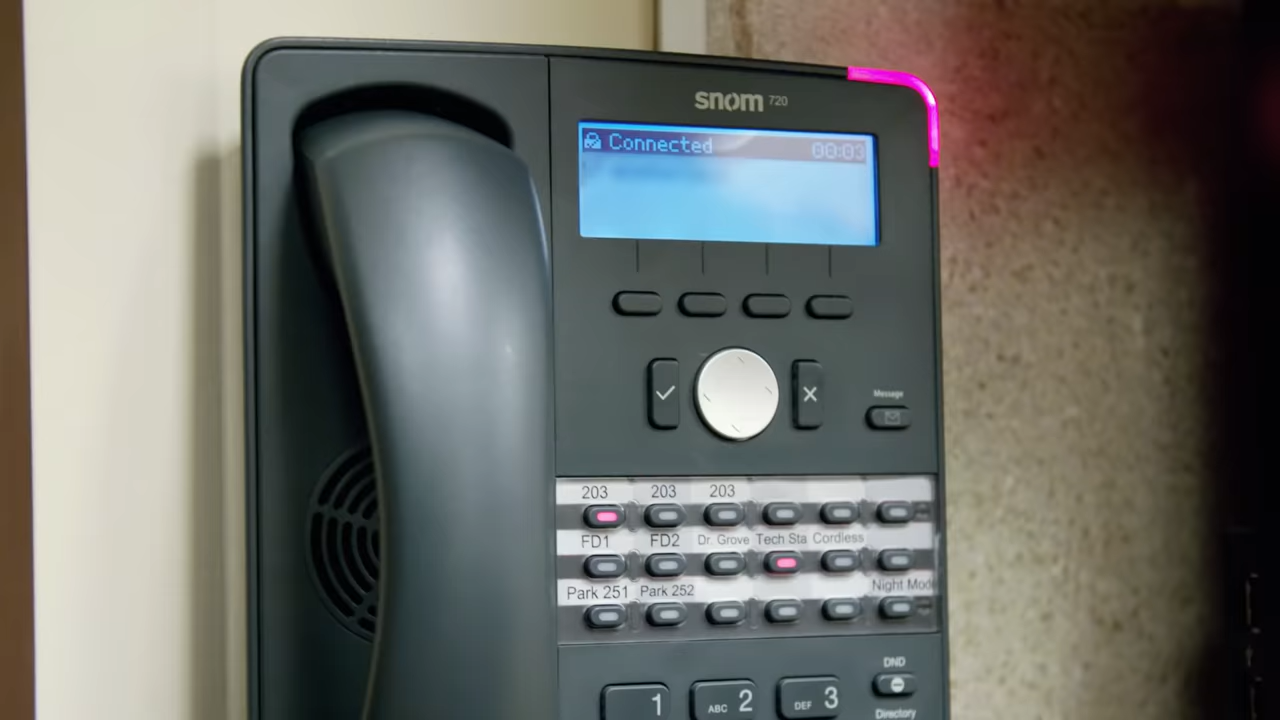 snom 720
Connected 00:03
Message
203 203 203
FD1 FD2 Dr. Grove Tech Sta Cordless
Park 251 Park 252 Night Mod
DND
1 ABC 2 DEF 3
Directory